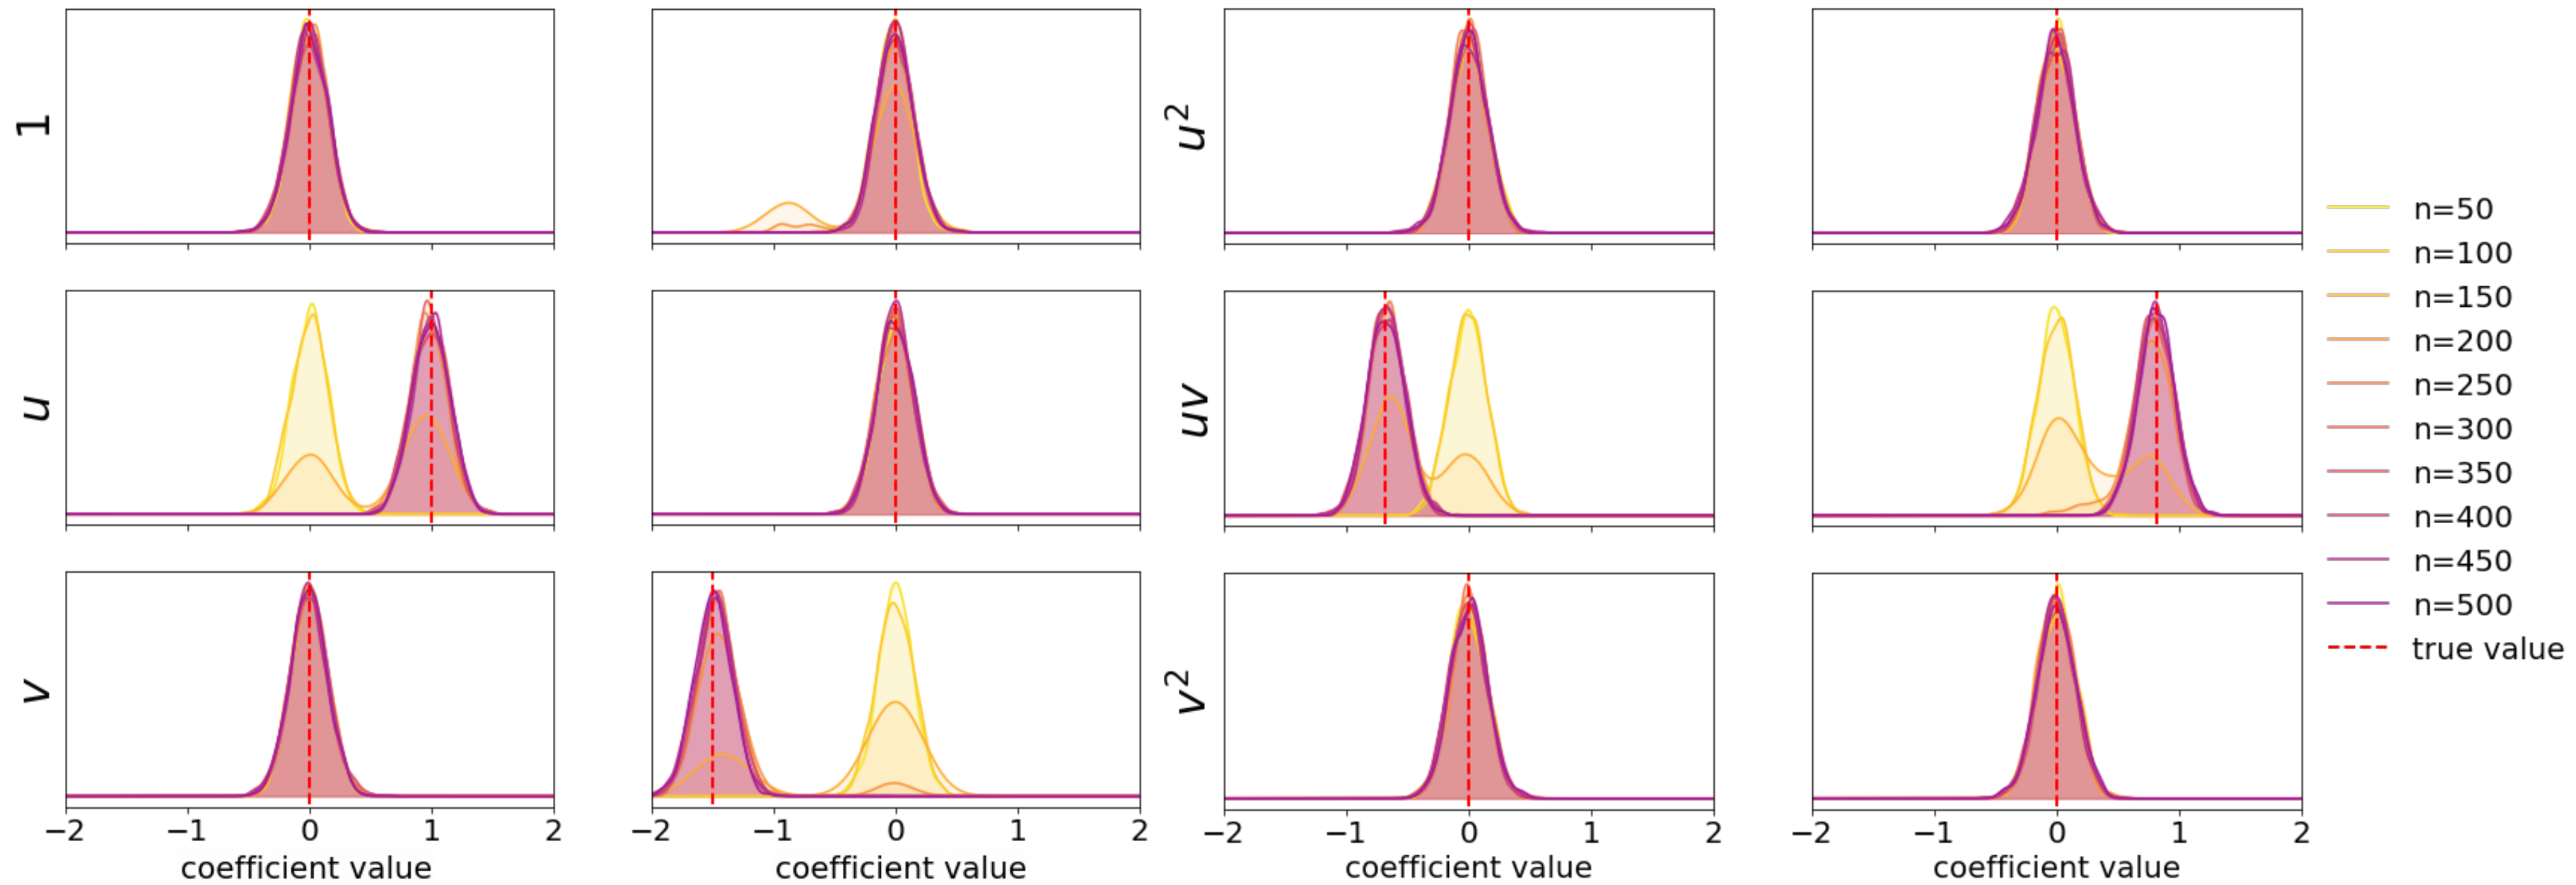 1
u²
u
uv
v
v²
−2 −1 0 1 2
−2 −1 0 1 2
−2 −1 0 1 2
−2 −1 0 1 2
coefficient value
coefficient value
coefficient value
coefficient value
n=50
n=100
n=150
n=200
n=250
n=300
n=350
n=400
n=450
n=500
true value